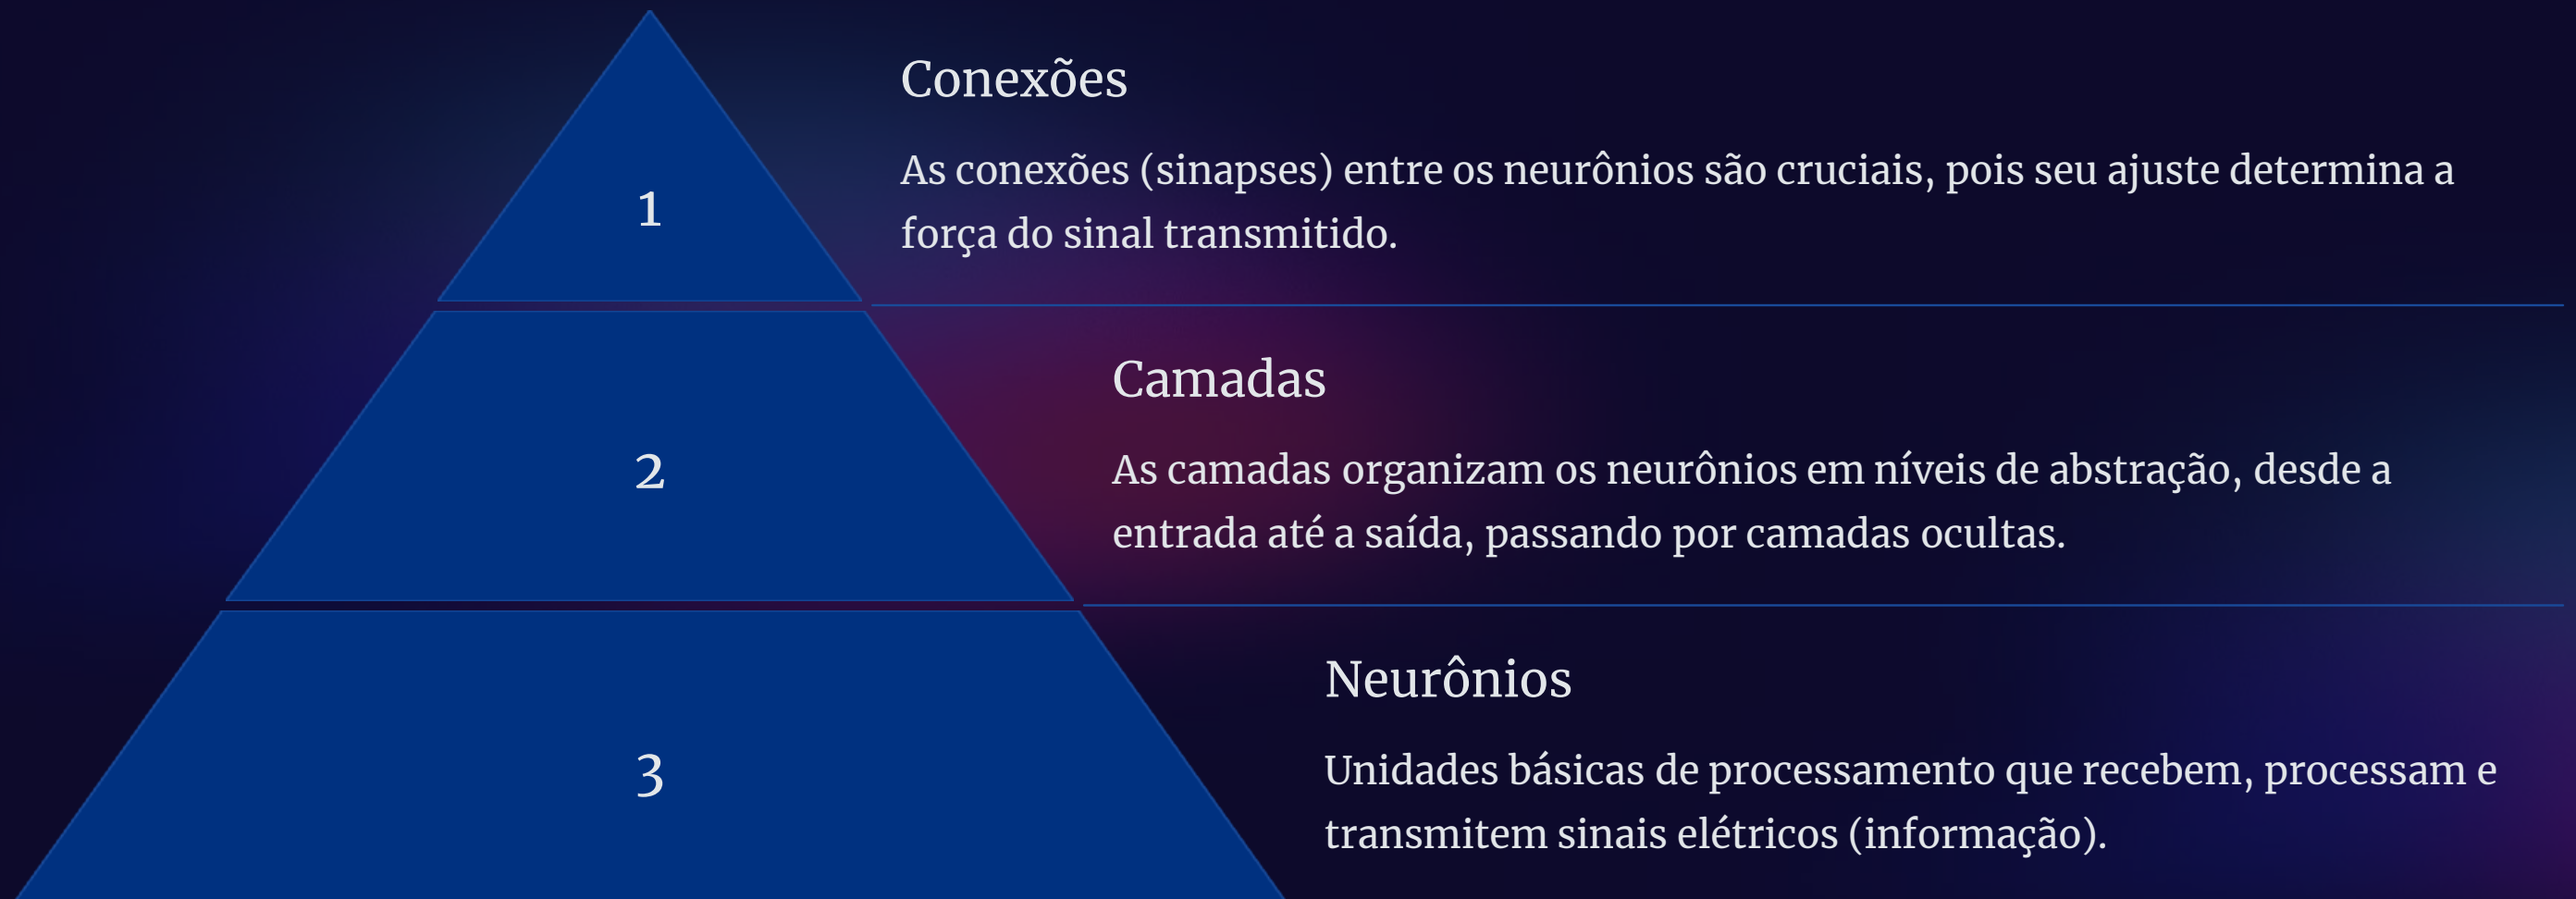 1
Conexões
As conexões (sinapses) entre os neurônios são cruciais, pois seu ajuste determina a
força do sinal transmitido.
2
Camadas
As camadas organizam os neurônios em níveis de abstração, desde a
entrada até a saída, passando por camadas ocultas.
3
Neurônios
Unidades básicas de processamento que recebem, processam e
transmitem sinais elétricos (informação).